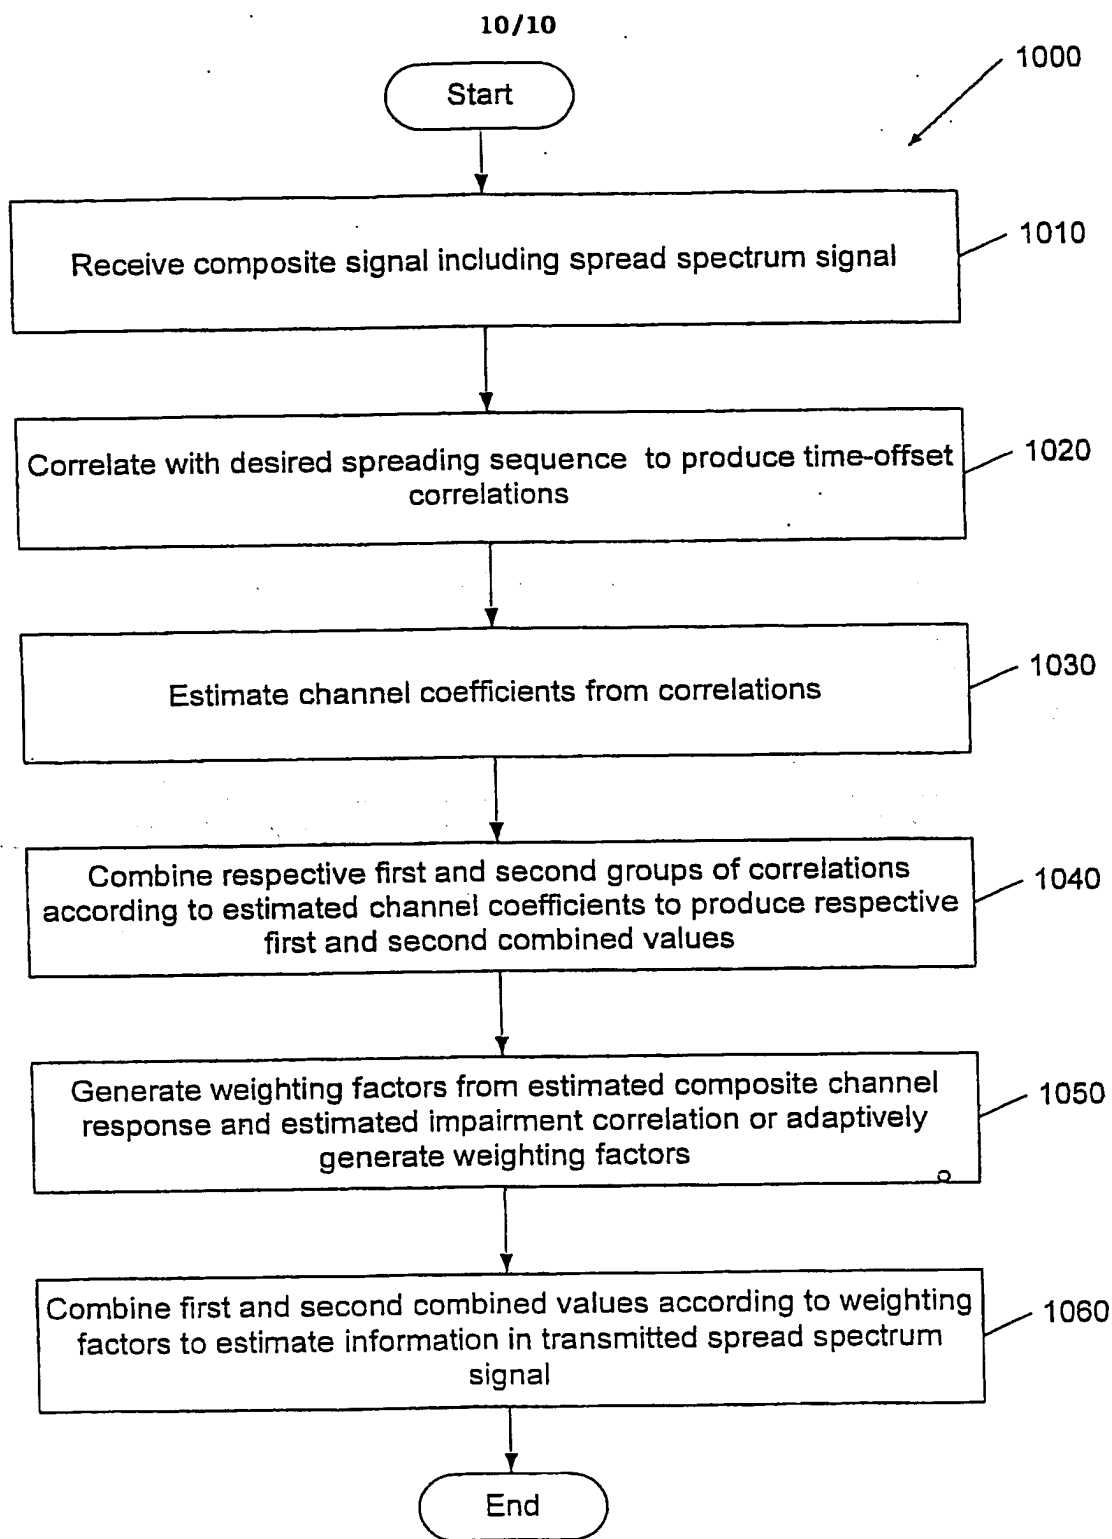 10/10
1000
Start
Receive composite signal including spread spectrum signal
1010
Correlate with desired spreading sequence to produce time-offset
correlations
1020
Estimate channel coefficients from correlations
1030
Combine respective first and second groups of correlations
according to estimated channel coefficients to produce respective
first and second combined values
1040
Generate weighting factors from estimated composite channel
response and estimated impairment correlation or adaptively
generate weighting factors
1050
Combine first and second combined values according to weighting
factors to estimate information in transmitted spread spectrum
signal
1060
End